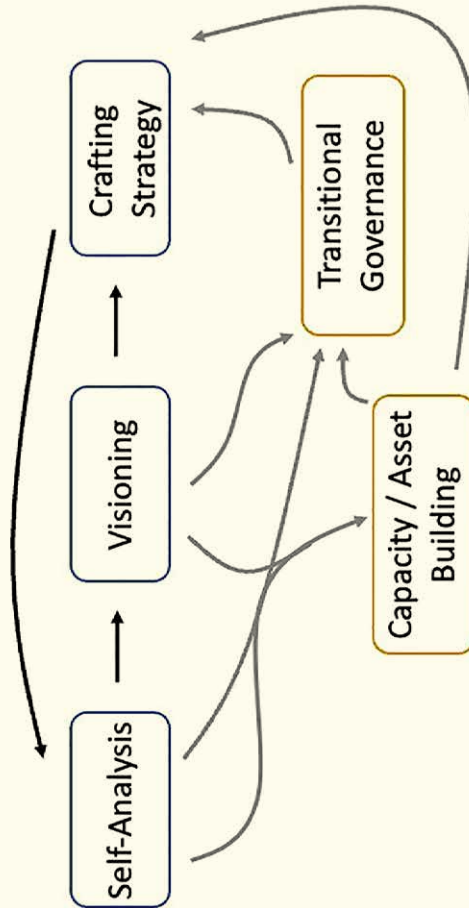 Self-Analysis
Visioning
Crafting
Strategy
Capacity / Asset
Building
Transitional
Governance